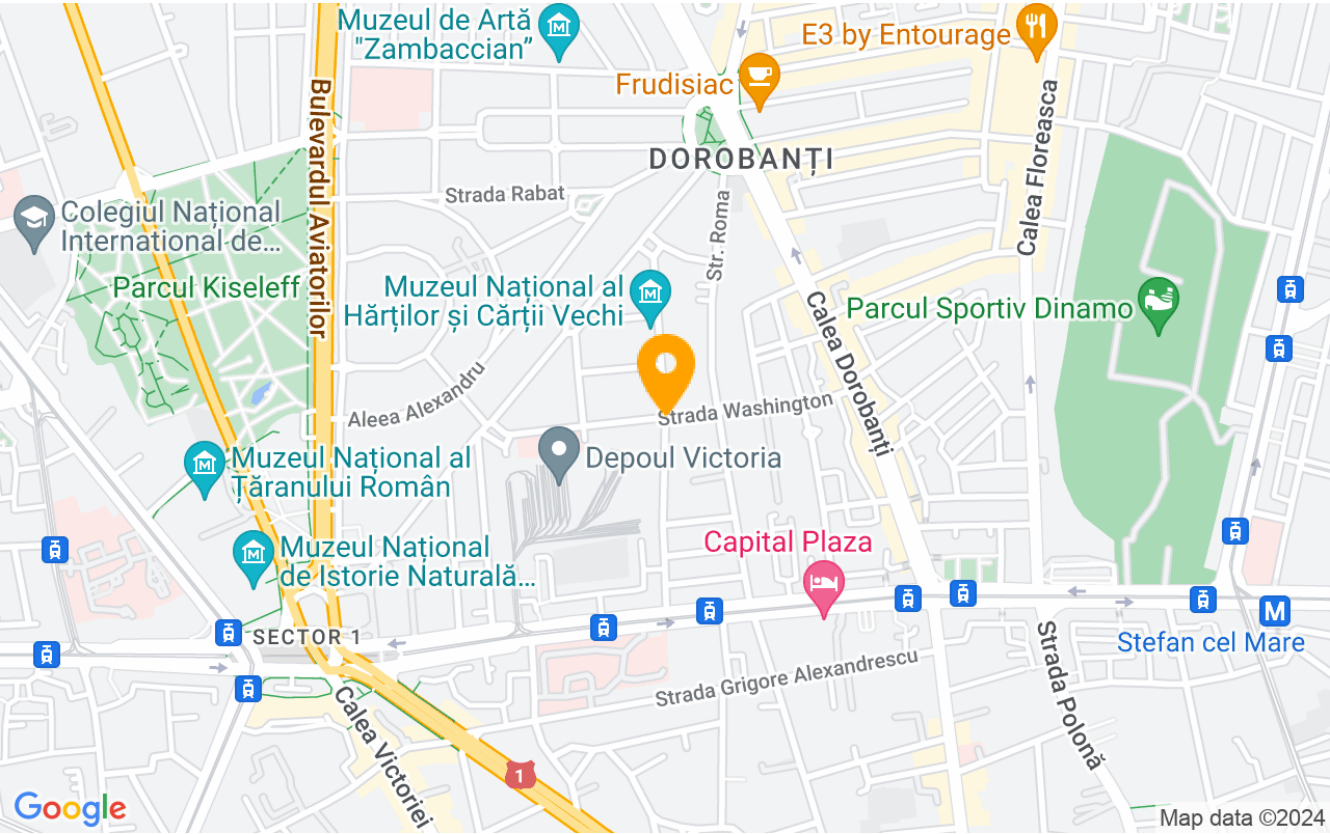 Muzeul de Artă
"Zambaccian”
E3 by Entourage
Frudisiac
Bulevardul Aviatorilor
Calea Floreasca
DOROBANȚI
Strada Rabat
Str. Roma
Colegiul Național
International de...
Parcul Kiseleff
Muzeul Național al
Hărților și Cărții Vechi
Calea Dorobanți
Parcul Sportiv Dinamo
Aleea Alexandru
Strada Washington
Muzeul Național al
Țăranului Român
Depoul Victoria
Muzeul Național
de Istorie Naturală...
Capital Plaza
SECTOR 1
M
Stefan cel Mare
Strada Grigore Alexandrescu
Strada Polonă
Calea Victoriei
1
Google
Map data ©2024